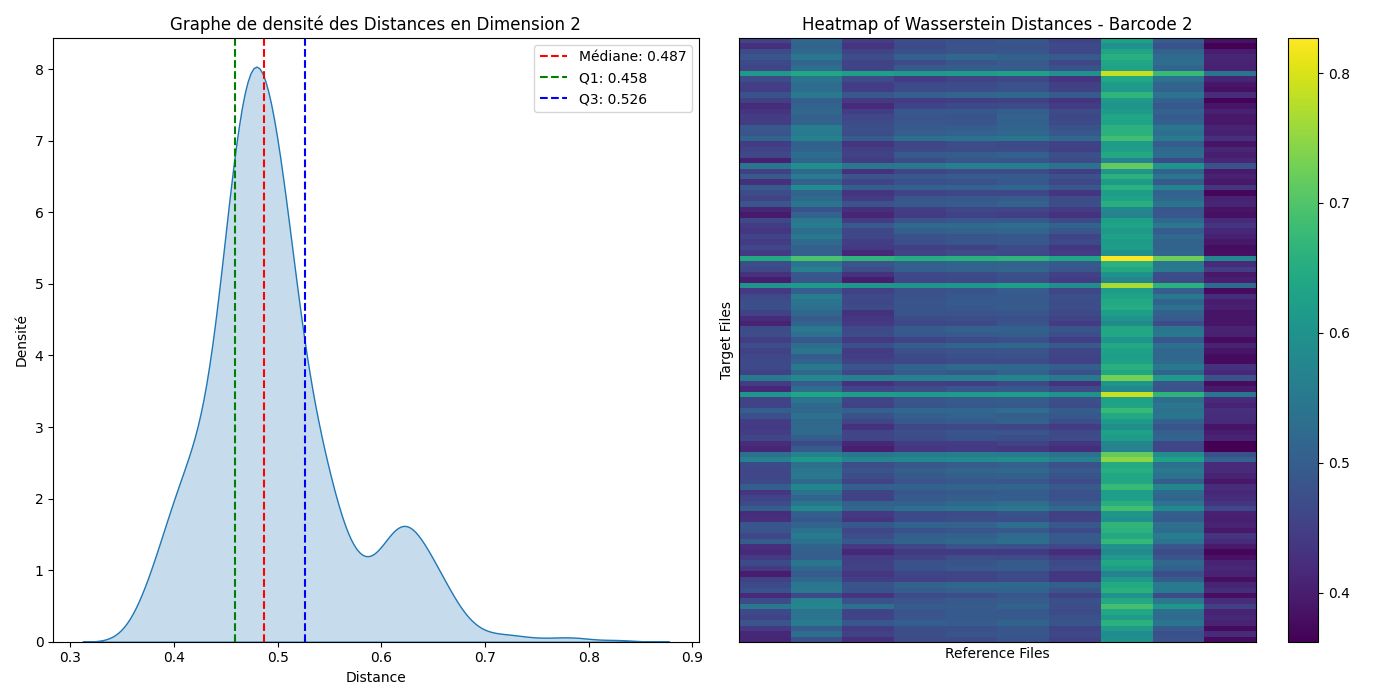 Graphe de densité des Distances en Dimension 2
Médiane: 0.487
Q1: 0.458
Q3: 0.526
Densité
8
7
6
5
4
3
2
1
0
0.3 0.4 0.5 0.6 0.7 0.8 0.9
Distance
Heatmap of Wasserstein Distances - Barcode 2
Target Files
Reference Files
0.8
0.7
0.6
0.5
0.4